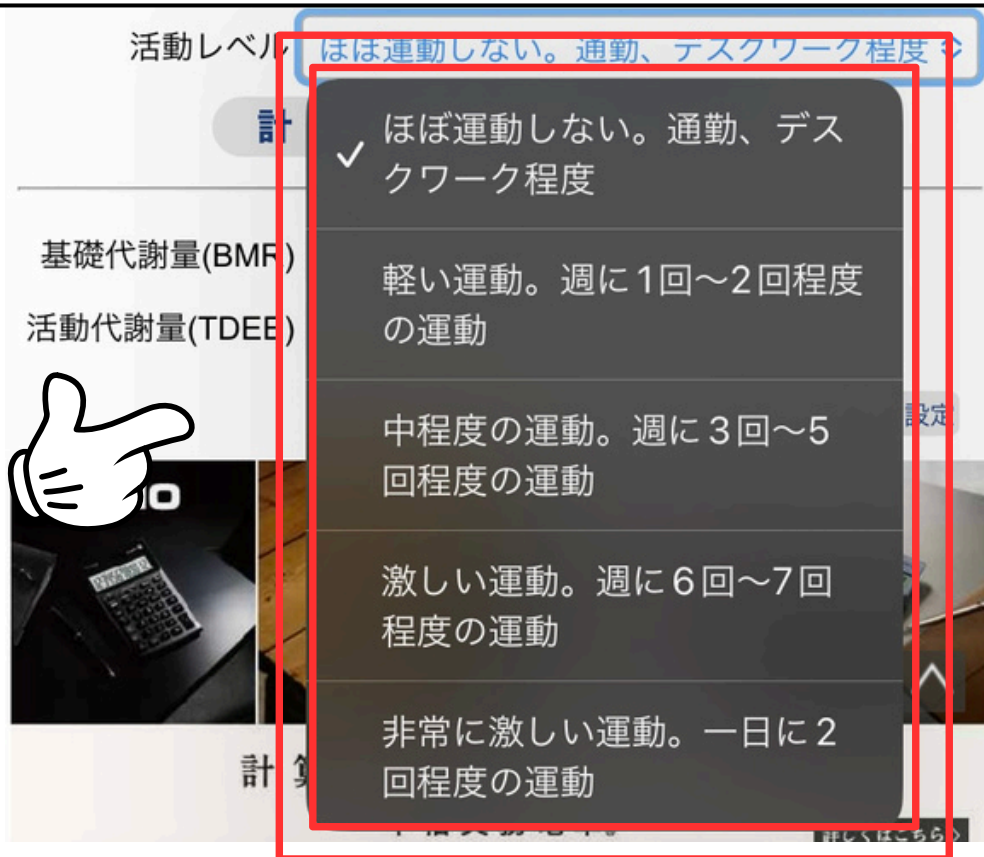 活動レベル
ほぼ運動しない。通勤、デスクワーク程度
計
ほぼ運動しない。通勤、デス
クワーク程度
基礎代謝量(BMR)
軽い運動。週に1回〜2回程度
の運動
活動代謝量(TDEE)
中程度の運動。週に3回〜5
回程度の運動
設定
激しい運動。週に6回〜7回
程度の運動
非常に激しい運動。一日に2
回程度の運動
計
詳しくはこちら